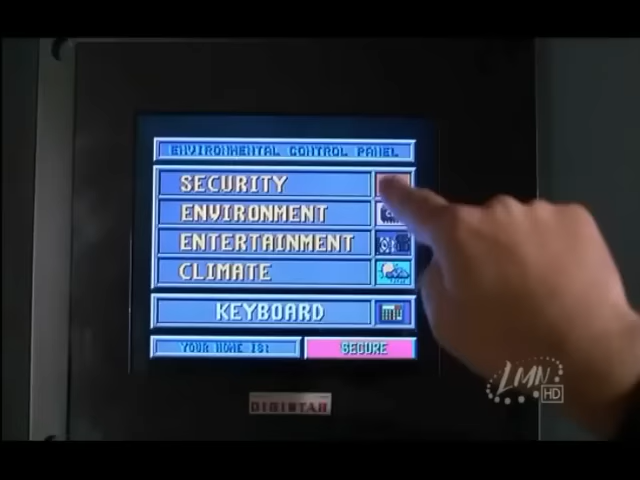 ENVIRONMENTAL CONTROL PANEL
SECURITY
ENVIRONMENT
ENTERTAINMENT
CLIMATE
KEYBOARD
YOUR HOME IS:
SECURE
DIGISTAR
LMN
HD